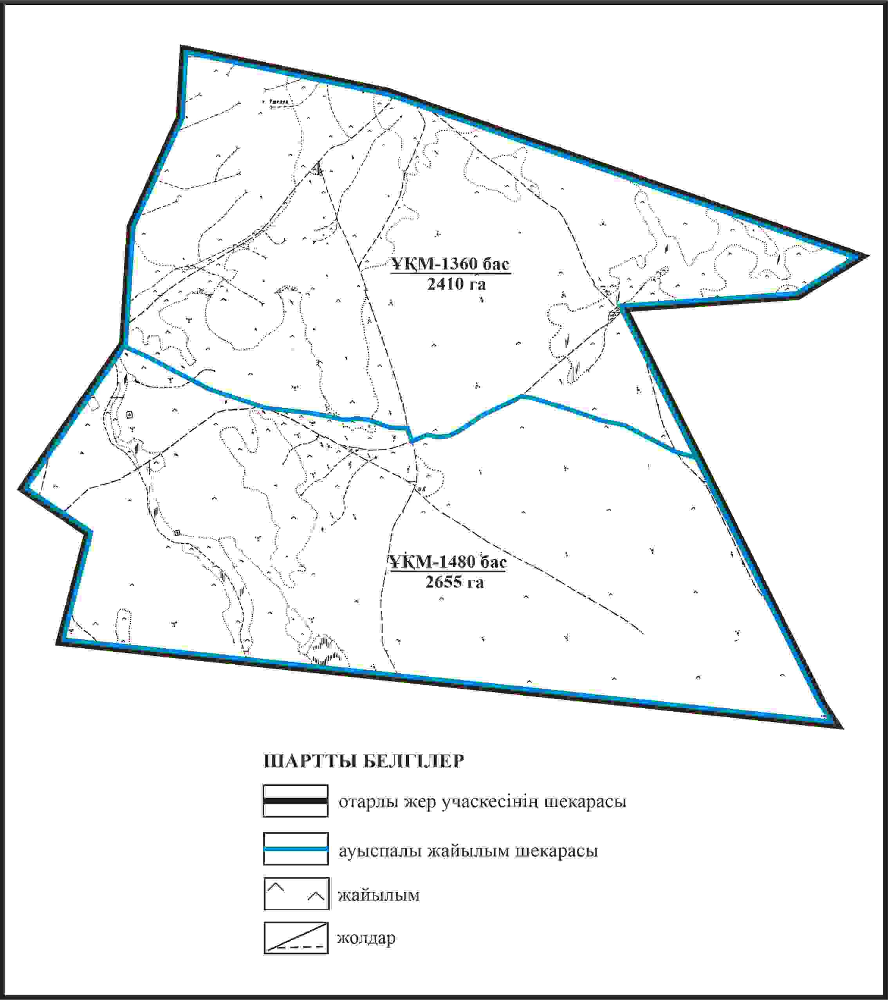 г. Ушкара
ҰҚМ-1360 бас
2410 га
К
ҰҚМ-1480 бас
2655 га
ШАРТТЫ БЕЛГІЛЕР
отарлы жер учаскесінің шекарасы
ауыспалы жайылым шекарасы
жайылым
жолдар